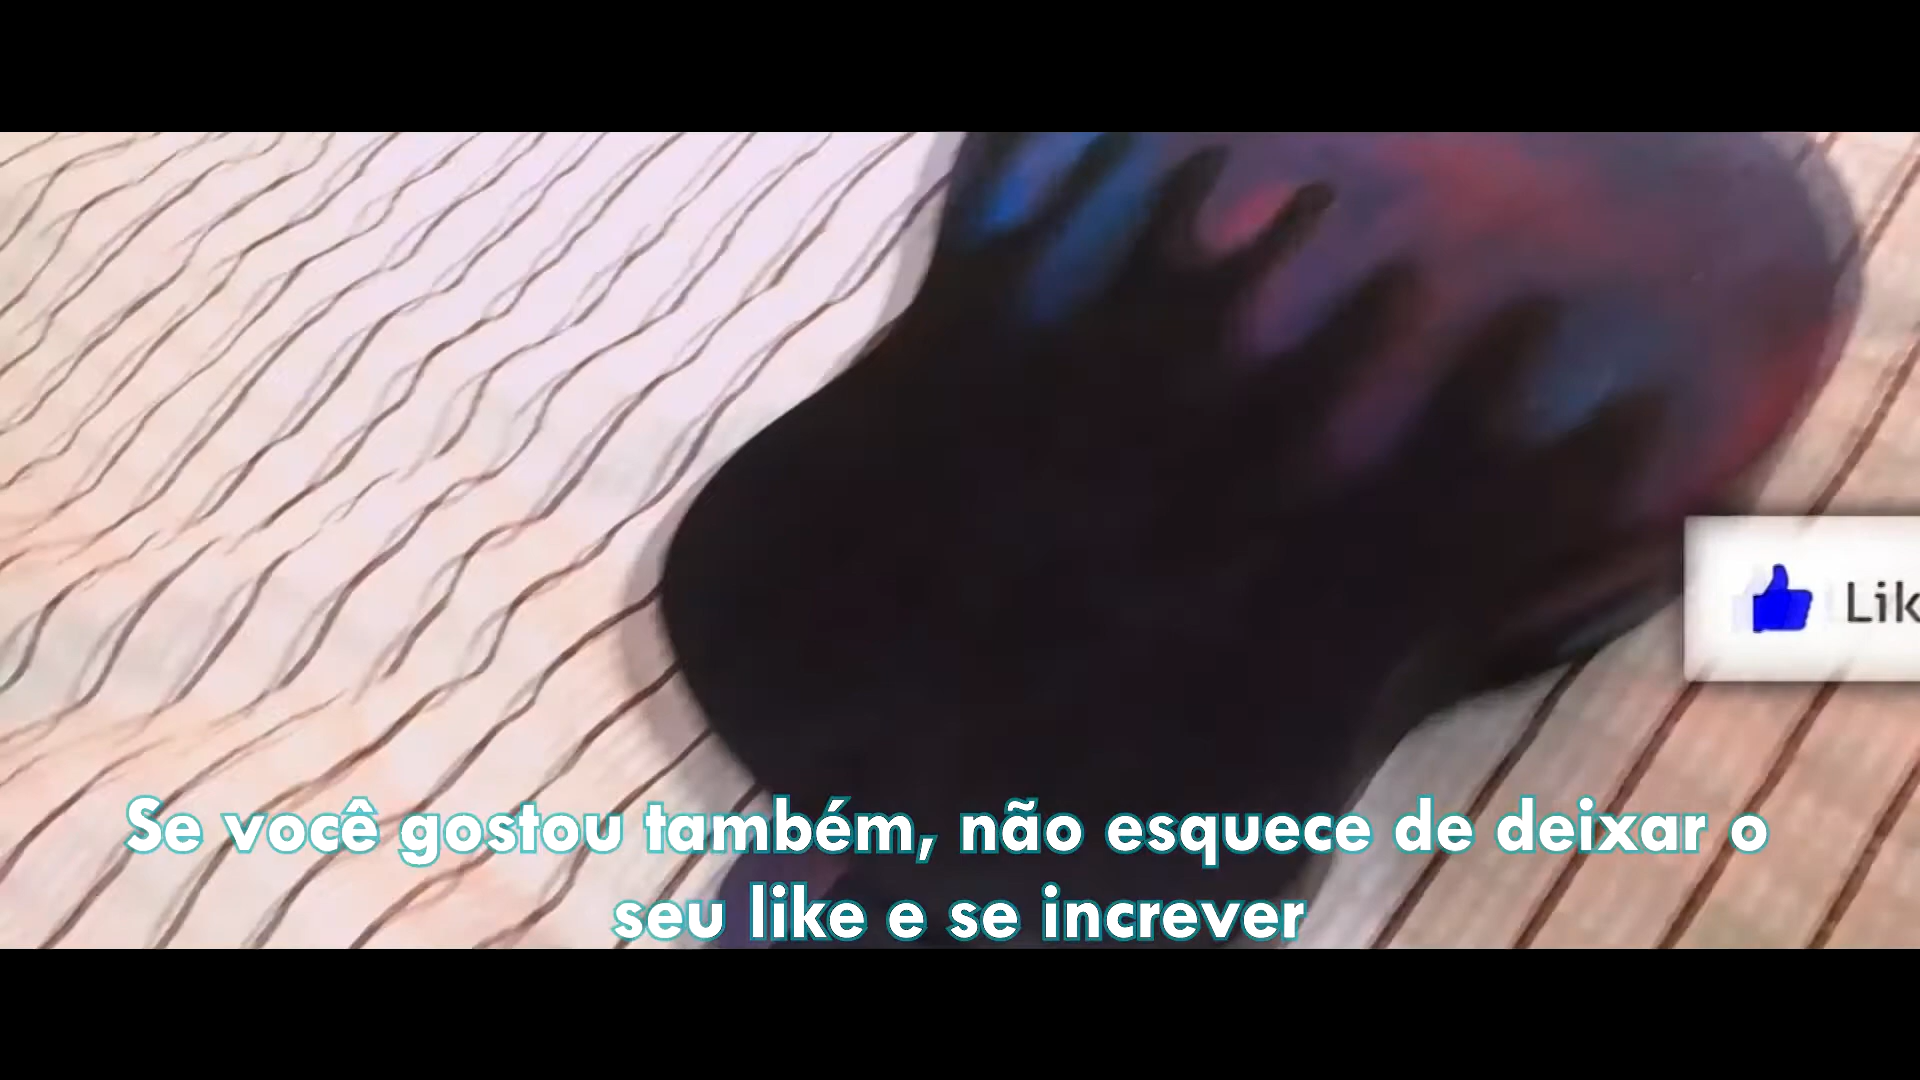 Lik
Se você gostou também, não esquece de deixar o
seu like e se increver